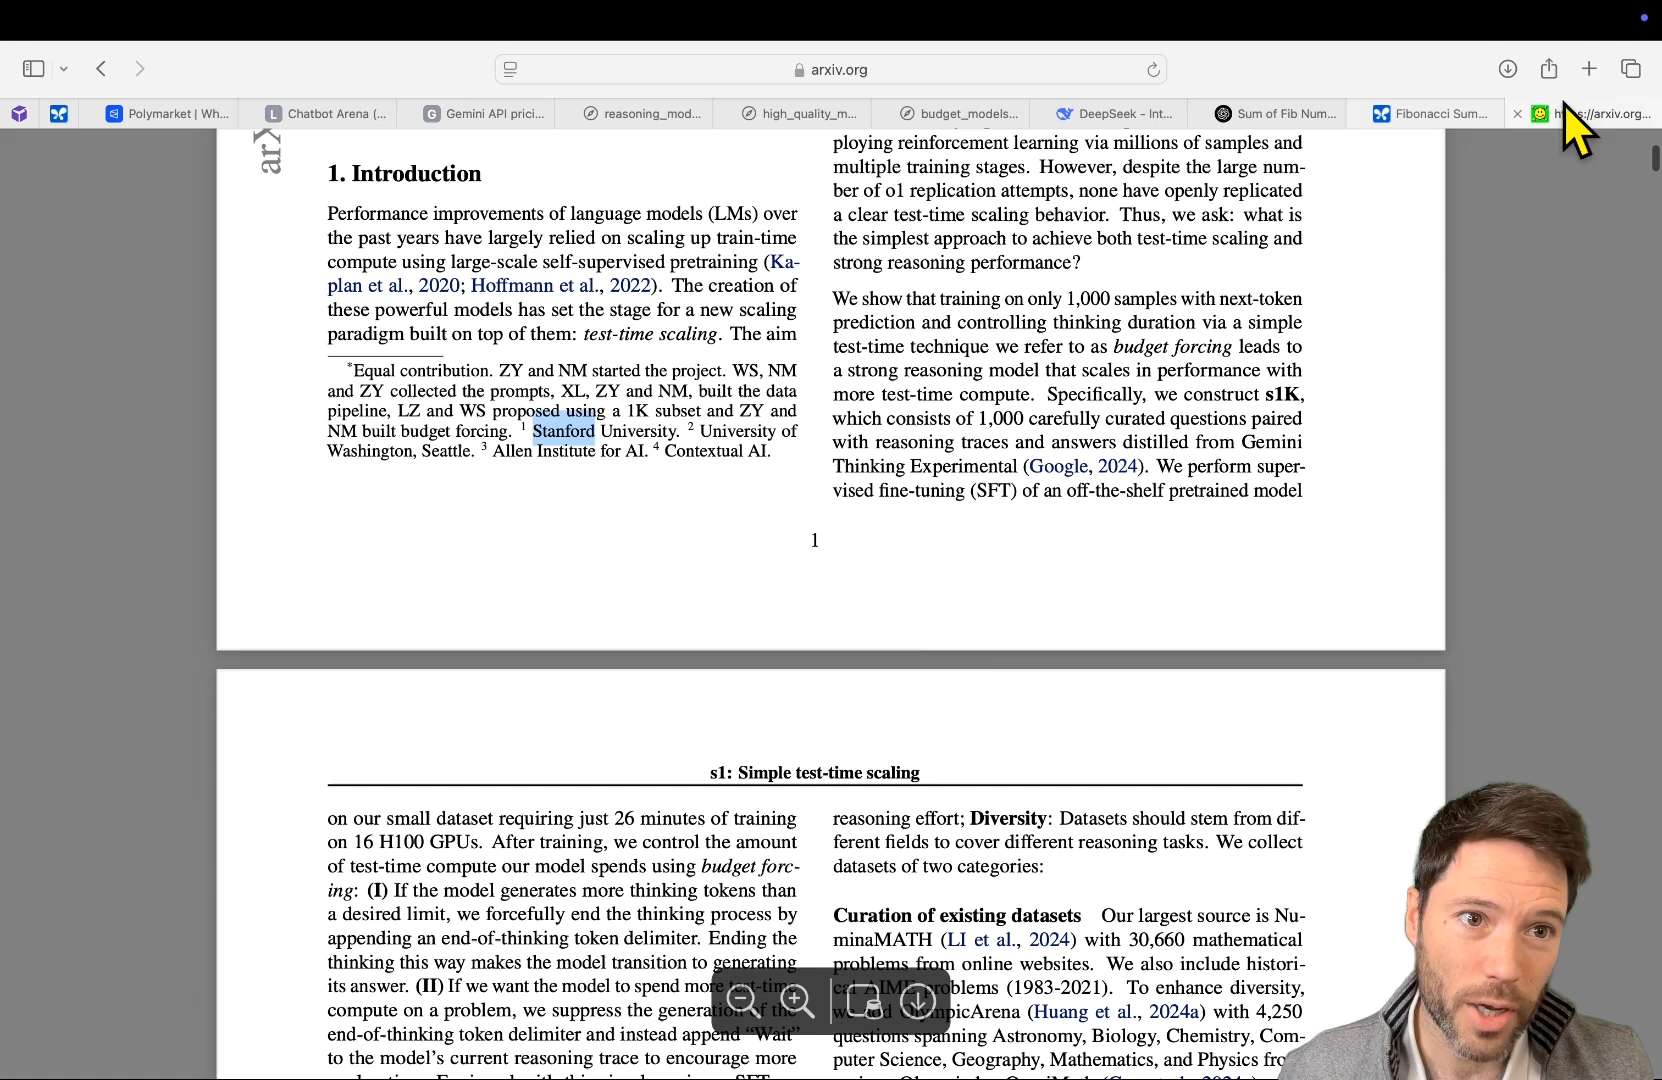 arxiv.org
Polymarket | Wh...
Chatbot Arena (...
Gemini API prici...
reasoning_mod...
high_quality_m...
budget_models...
DeepSeek - Int...
Sum of Fib Num...
Fibonacci Sum...
://arxiv.org...
arX
1. Introduction
Performance improvements of language models (LMs) over
the past years have largely relied on scaling up train-time
compute using large-scale self-supervised pretraining (Ka-
plan et al., 2020; Hoffmann et al., 2022). The creation of
these powerful models has set the stage for a new scaling
paradigm built on top of them: test-time scaling. The aim
*Equal contribution. ZY and NM started the project. WS, NM
and ZY collected the prompts, XL, ZY and NM, built the data
pipeline, LZ and WS proposed using a 1K subset and ZY and
NM built budget forcing. 1 Stanford University. 2 University of
Washington, Seattle. 3 Allen Institute for AI. 4 Contextual AI.
ploying reinforcement learning via millions of samples and
multiple training stages. However, despite the large num-
ber of o1 replication attempts, none have openly replicated
a clear test-time scaling behavior. Thus, we ask: what is
the simplest approach to achieve both test-time scaling and
strong reasoning performance?
We show that training on only 1,000 samples with next-token
prediction and controlling thinking duration via a simple
test-time technique we refer to as budget forcing leads to
a strong reasoning model that scales in performance with
more test-time compute. Specifically, we construct s1K,
which consists of 1,000 carefully curated questions paired
with reasoning traces and answers distilled from Gemini
Thinking Experimental (Google, 2024). We perform super-
vised fine-tuning (SFT) of an off-the-shelf pretrained model
1
s1: Simple test-time scaling
on our small dataset requiring just 26 minutes of training
on 16 H100 GPUs. After training, we control the amount
of test-time compute our model spends using budget forc-
ing: (I) If the model generates more thinking tokens than
a desired limit, we forcefully end the thinking process by
appending an end-of-thinking token delimiter. Ending the
thinking this way makes the model transition to generating
its answer. (II) If we want the model to spend more test-time
compute on a problem, we suppress the generation of the
end-of-thinking token delimiter and instead append "Wait"
to the model's current reasoning trace to encourage more
reasoning effort; Diversity: Datasets should stem from dif-
ferent fields to cover different reasoning tasks. We collect
datasets of two categories:
Curation of existing datasets Our largest source is Nu-
minaMATH (LI et al., 2024) with 30,660 mathematical
problems from online websites. We also include histori-
cal AIME problems (1983-2021). To enhance diversity,
we add OlympicArena (Huang et al., 2024a) with 4,250
questions spanning Astronomy, Biology, Chemistry, Com-
puter Science, Geography, Mathematics, and Physics